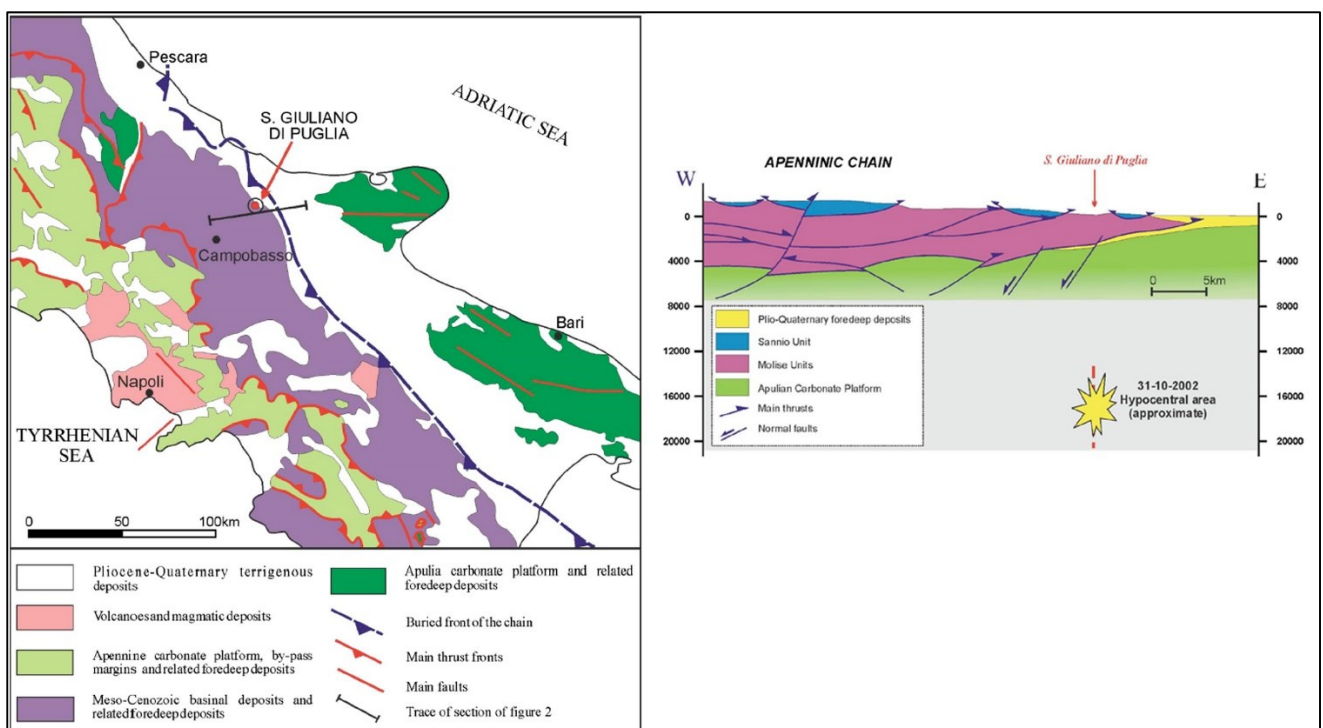 Pescara
S. GIULIANO
DI PUGLIA
ADRIATIC SEA
Campobasso
Bari
Napoli
TYRRHENIAN
SEA
0 50 100km
Pliocene-Quaternary terrigenous
deposits
Volcanoes and magmatic deposits
Apennine carbonate platform, by-pass
margins and related foredeep deposits
Meso-Cenozoic basinal deposits and
related foredeep deposits
Apulia carbonate platform and related
foredeep deposits
Buried front of the chain
Main thrust fronts
Main faults
Trace of section of figure 2
APENNINIC CHAIN
S. Giuliano di Puglia
W
E
0
4000
8000
12000
16000
20000
0
4000
8000
12000
16000
20000
0 5km
Plio-Quaternary foredeep deposits
Sannio Unit
Molise Units
Apulian Carbonate Platform
Main thrusts
Normal faults
31-10-2002
Hypocentral area
(approximate)